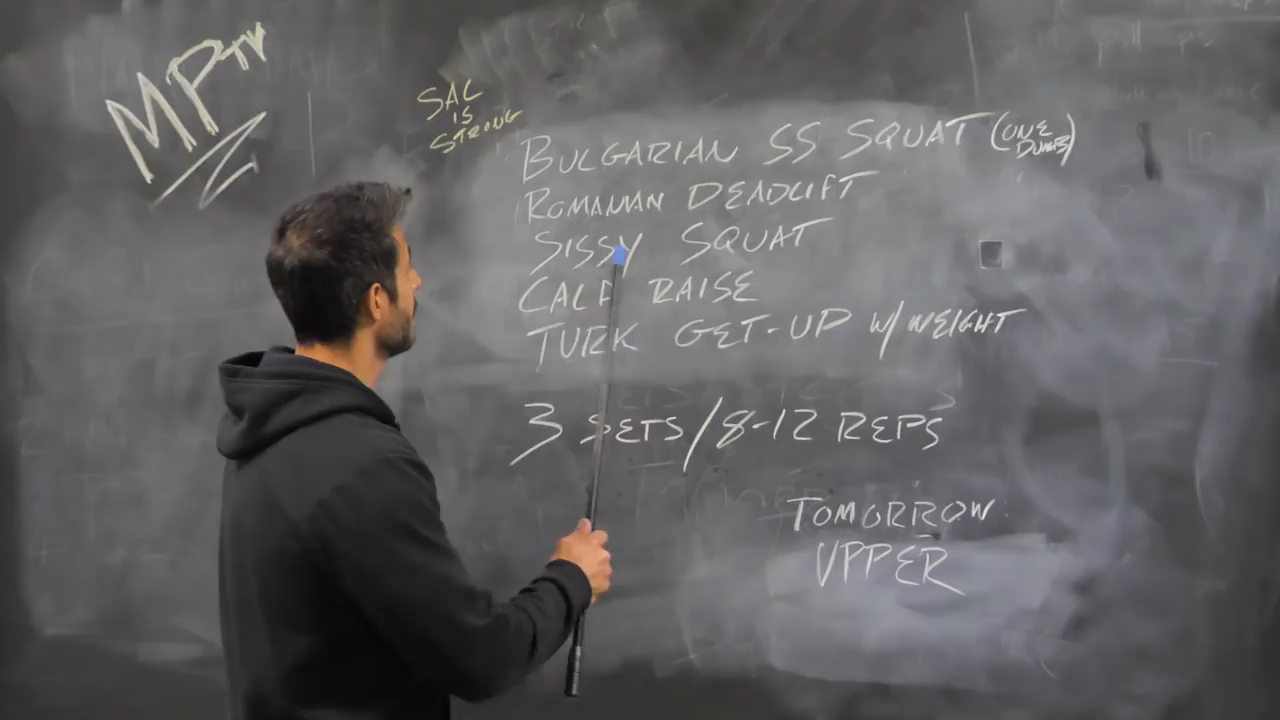 MPTV
SAL
IS
STRONG
BULGARIAN SS SQUAT (ONE DUMB)
ROMANIAN DEADLIFT
SISSY SQUAT
CALF RAISE
TURK GET-UP W/WEIGHT
3 SETS/8-12 REPS
TOMORROW:
UPPER